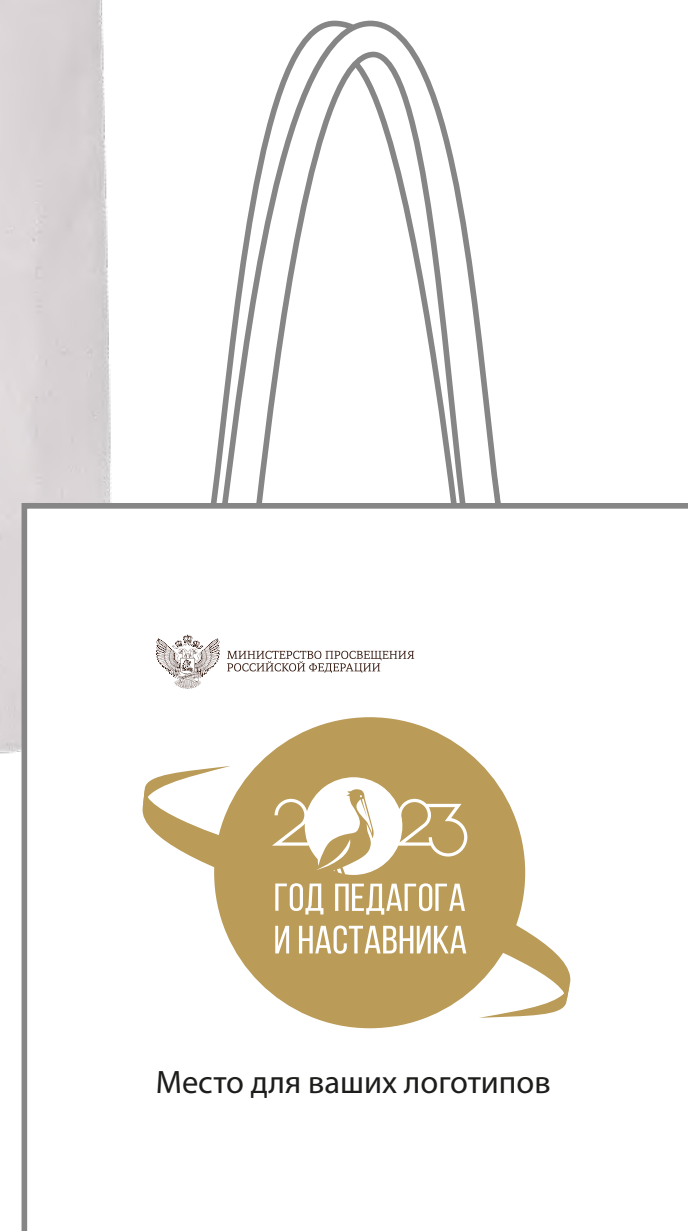 МИНИСТЕРСТВО ПРОСВЕЩЕНИЯ
РОССИЙСКОЙ ФЕДЕРАЦИИ
2023
ГОД ПЕДАГОГА
И НАСТАВНИКА
Место для ваших логотипов